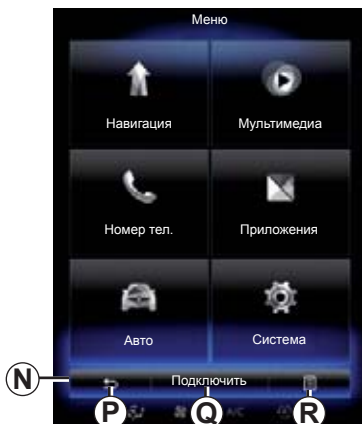 Меню
Навигация Мультимедиа
Номер тел. Приложения
Авто Система
N Подключить
P Q A/C R